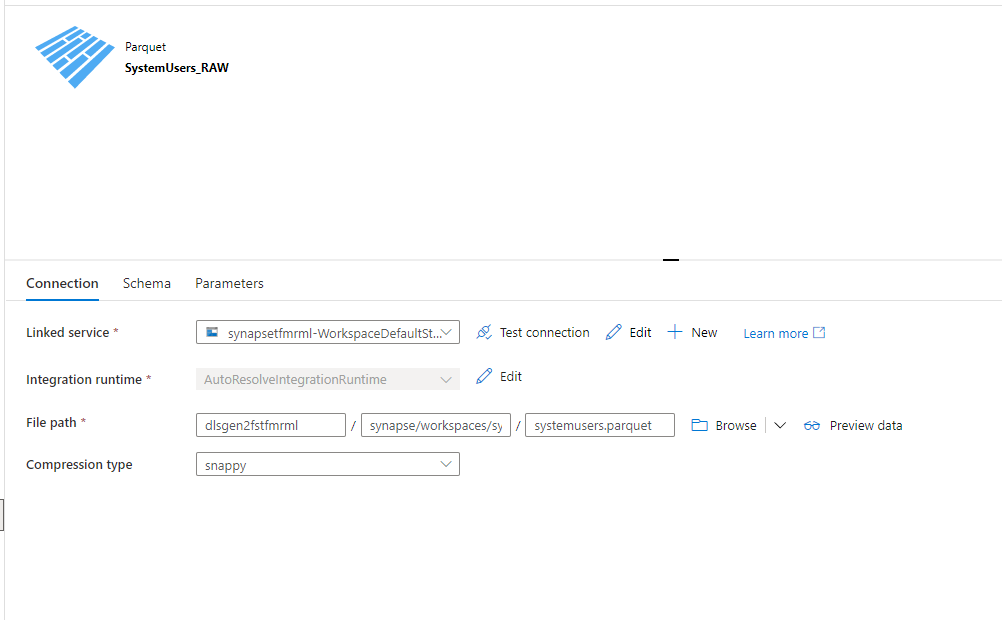 Parquet
SystemUsers_RAW
Connection Schema Parameters
Linked service * synapsetfmrml-WorkspaceDefaultSt... Test connection Edit New Learn more
Integration runtime * AutoResolveIntegrationRuntime Edit
File path * dlsgen2fstfmrml / synapse/workspaces/sy / systemusers.parquet Browse Preview data
Compression type snappy